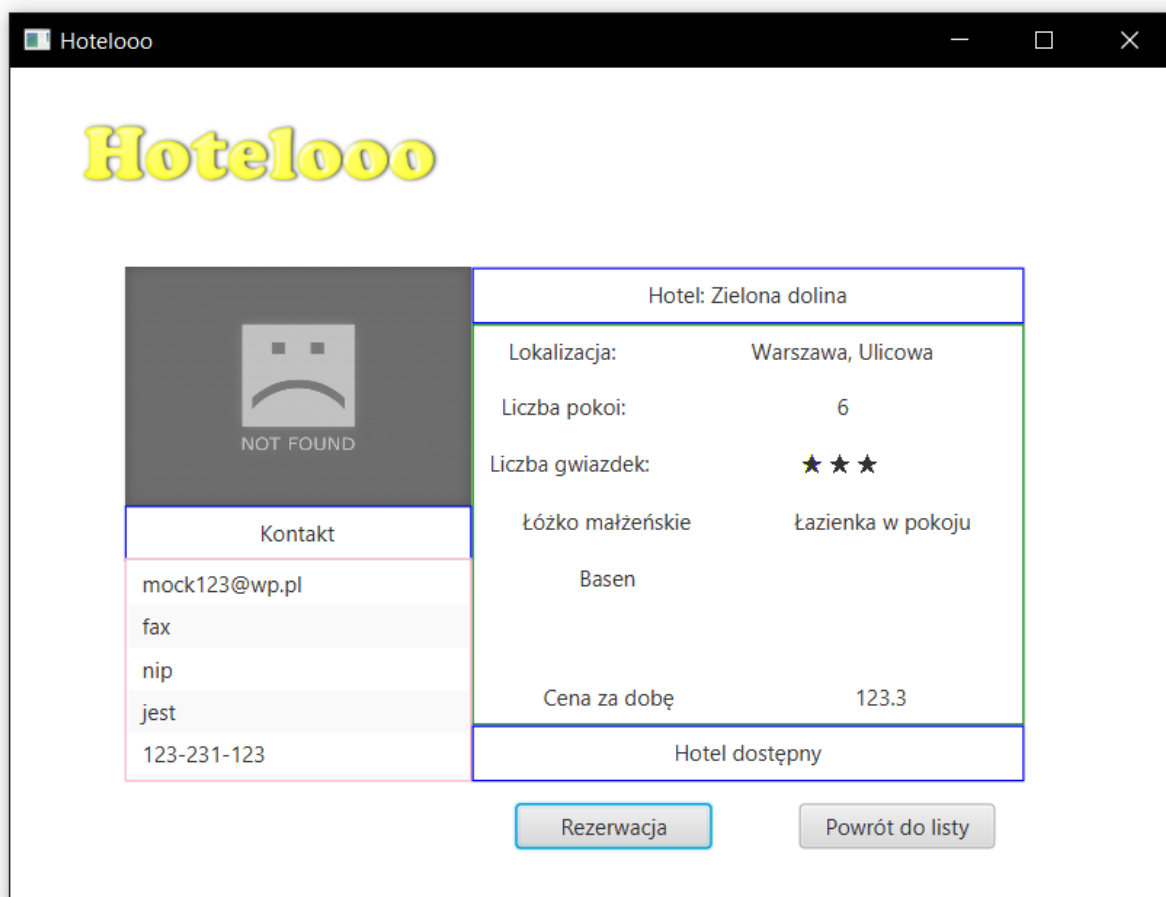 Hotelooo
Hotelooo
NOT FOUND
Kontakt
mock123@wp.pl
fax
nip
jest
123-231-123
Hotel: Zielona dolina
Lokalizacja: Warszawa, Ulicowa
Liczba pokoi: 6
Liczba gwiazdek: ★ ★ ★
Łóżko małżeńskie Łazienka w pokoju
Basen
Cena za dobę 123.3
Hotel dostępny
Rezerwacja Powrót do listy